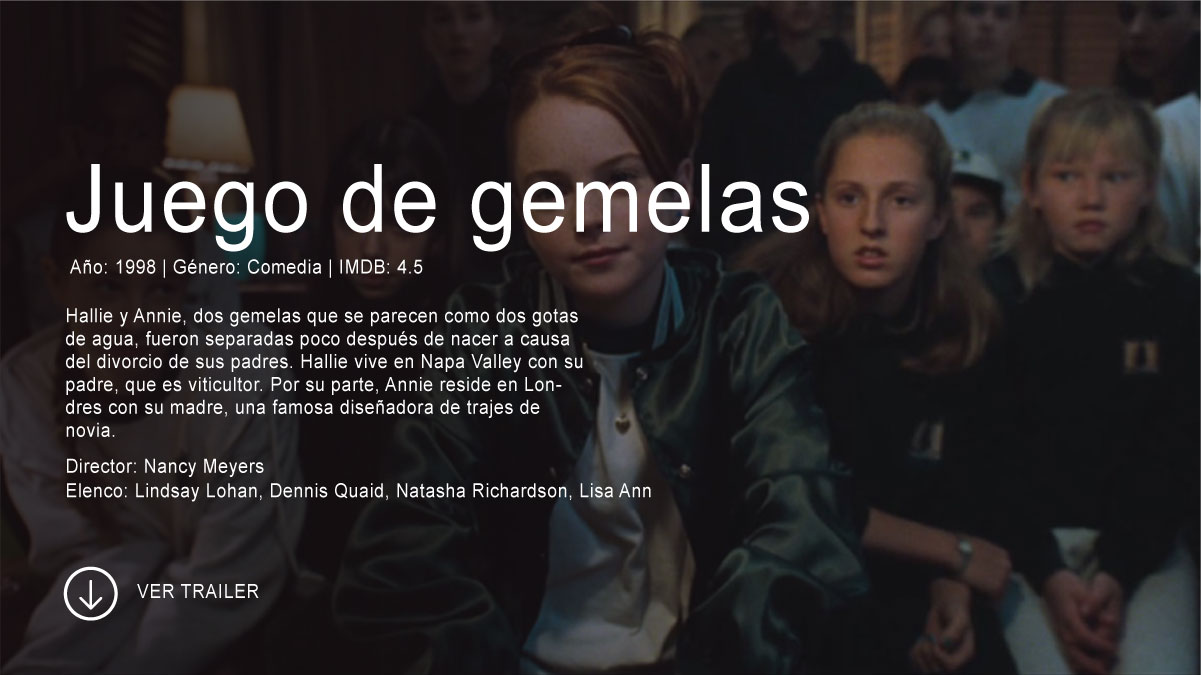 Juego de gemelas
Año: 1998 | Género: Comedia | IMDB: 4.5
Hallie y Annie, dos gemelas que se parecen como dos gotas
de agua, fueron separadas poco después de nacer a causa
del divorcio de sus padres. Hallie vive en Napa Valley con su
padre, que es viticultor. Por su parte, Annie reside en Lon-
dres con su madre, una famosa diseñadora de trajes de
novia.
Director: Nancy Meyers
Elenco: Lindsay Lohan, Dennis Quaid, Natasha Richardson, Lisa Ann
VER TRAILER